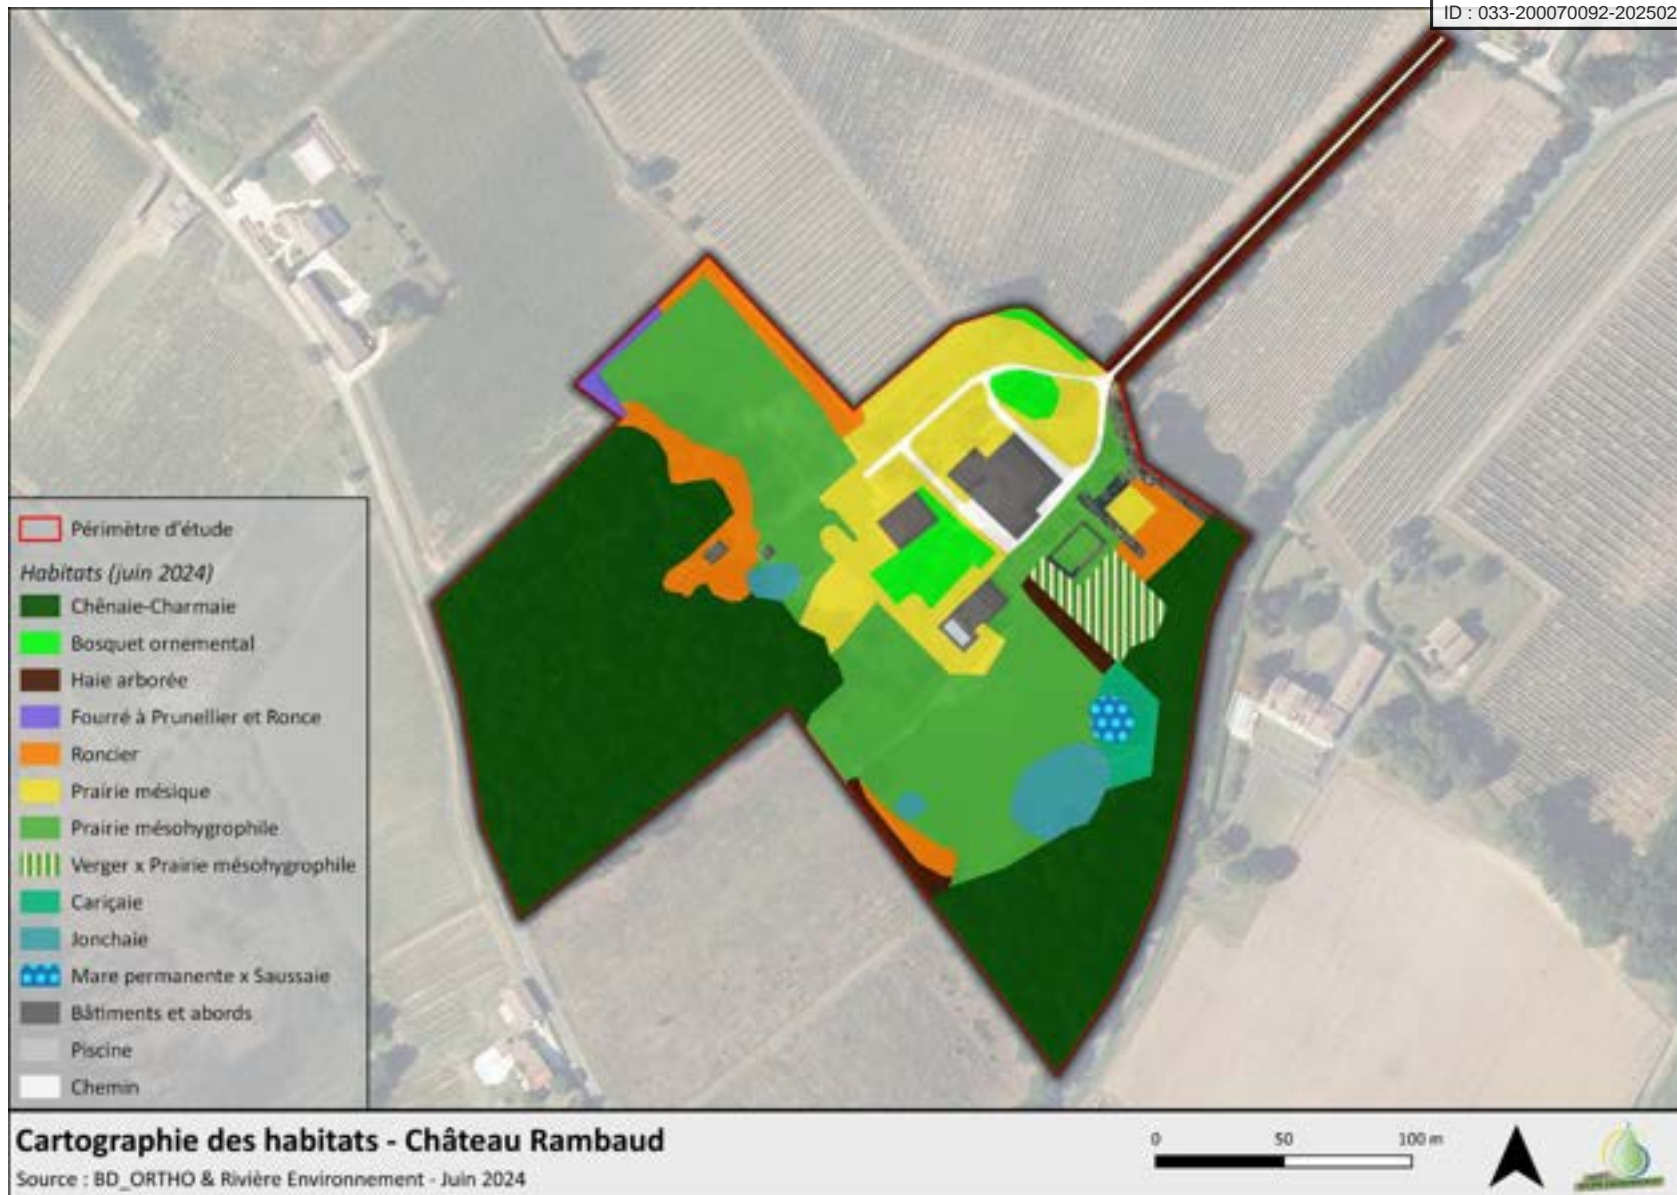 ID : 033-200070092-202502
Périmètre d'étude
Habitats (juin 2024)
Chênaie-Charmaie
Bosquet ornemental
Haie arborée
Fourré à Prunellier et Ronce
Roncier
Prairie mésique
Prairie mésohygrophile
Verger x Prairie mésohygrophile
Cariçaie
Jonchaie
Mare permanente x Saussaie
Bâtiments et abords
Piscine
Chemin
Cartographie des habitats - Château Rambaud
Source : BD_ORTHO & Rivière Environnement - Juin 2024
0 50 100 m